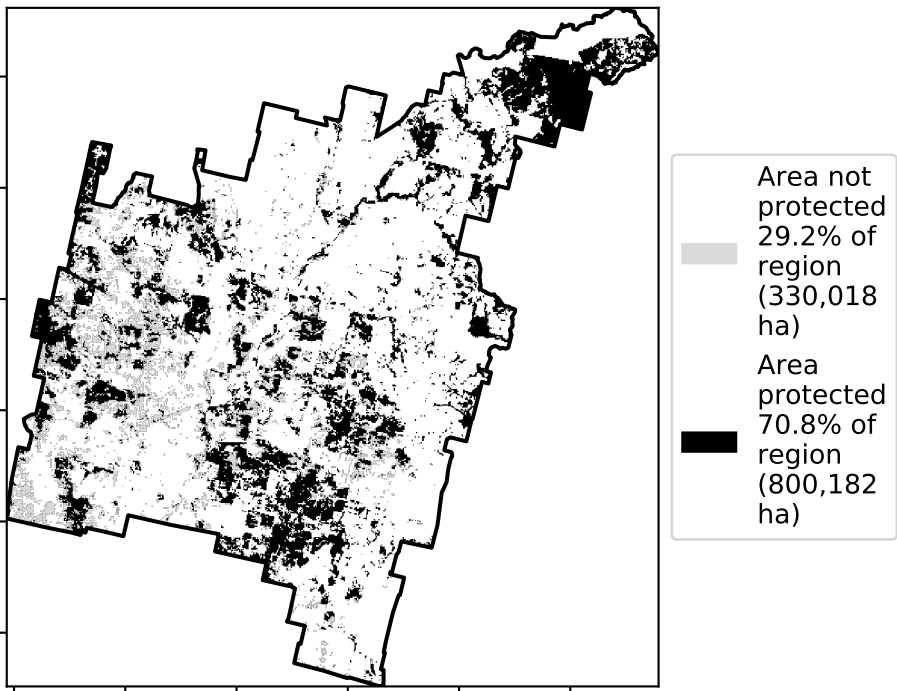 Area not
protected
29.2% of
region
(330,018
ha)
Area
protected
70.8% of
region
(800,182
ha)